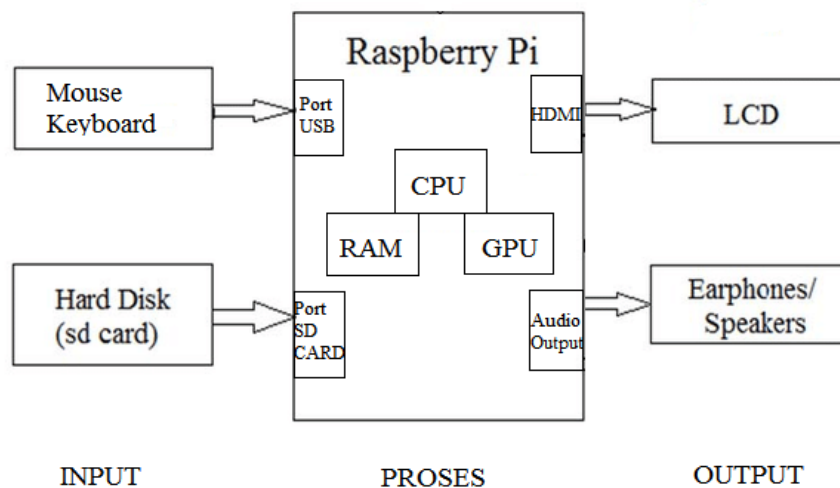 Raspberry Pi
Mouse
Keyboard
Port
USB
HDMI
LCD
CPU
RAM
GPU
Hard Disk
(sd card)
Port
SD
CARD
Audio
Output
Earphones/
Speakers
INPUT
PROSES
OUTPUT